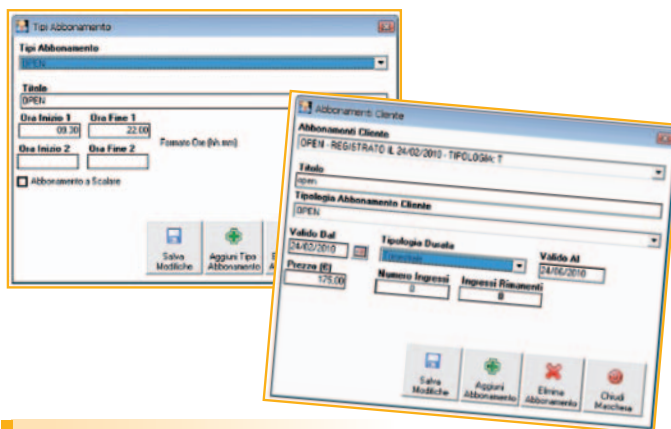 Tipi Abbonamento
Tipi Abbonamento
OPEN
Titolo
OPEN
Ora Inizio 1 Ora Fine 1
09.30 22.00
Formato Ore (hh.mm)
Ora Inizio 2 Ora Fine 2
Abbonamento a Scalare
Salva Modifiche
Aggiuni Tipo Abbonamento
Abbonamenti Cliente
Abbonamenti Cliente
OPEN - REGISTRATO IL 24/02/2010 - TIPOLOGIA: T
Titolo
open
Tipologia Abbonamento Cliente
OPEN
Valido Dal Tipologia Durata Valido Al
24/02/2010 24/06/2010
Prezzo (€) Numero Ingressi Ingressi Rimanenti
175,00 0 0
Salva Modifiche
Aggiuni Abbonamento
Elimina Abbonamento
Chiudi Maschera